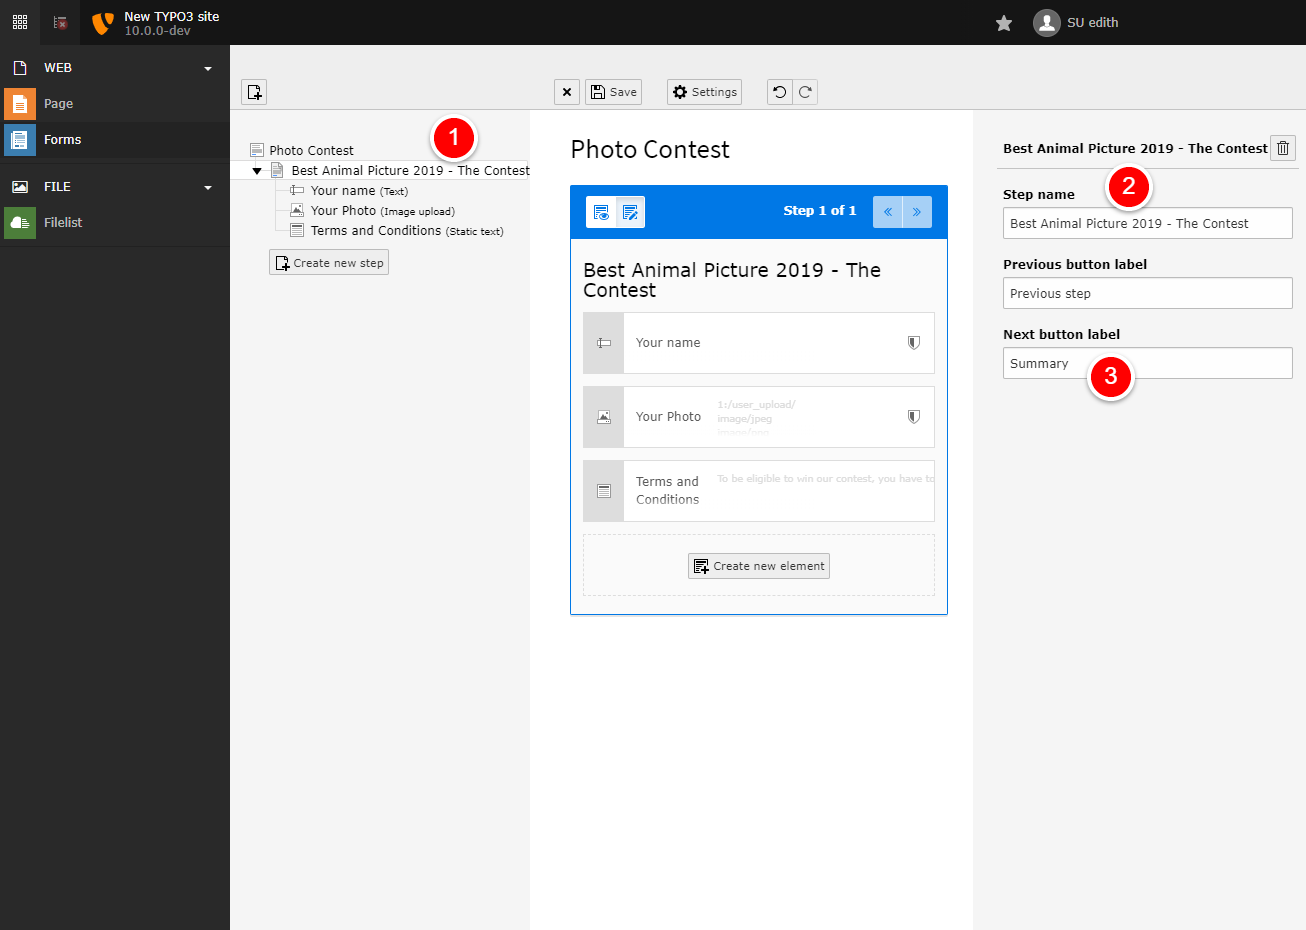 New TYPO3 site
10.0.0-dev
SU edith
WEB
Page
Forms
FILE
Filelist
Save
Settings
1
Photo Contest
Best Animal Picture 2019 - The Contest
Your name (Text)
Your Photo (Image upload)
Terms and Conditions (Static text)
Create new step
Photo Contest
Step 1 of 1
Best Animal Picture 2019 - The
Contest
Your name
Your Photo
1:/user_upload/
image/jpeg
image/png
Terms and
Conditions
To be eligible to win our contest, you have to
Create new element
Best Animal Picture 2019 - The Contest
2
Step name
Best Animal Picture 2019 - The Contest
Previous button label
Previous step
Next button label
Summary
3